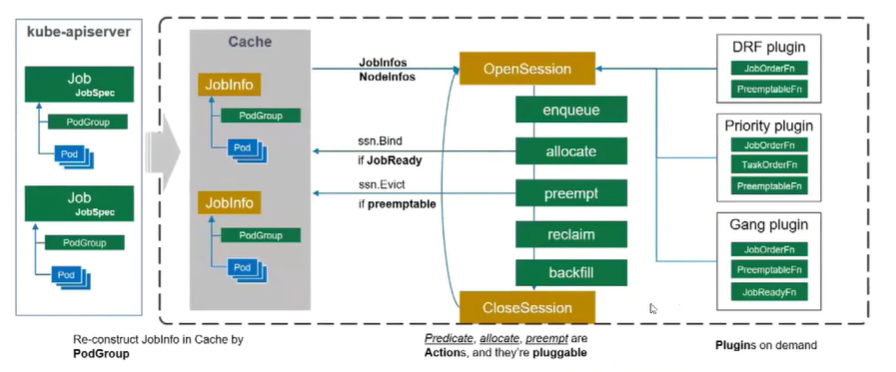 kube-apiserver
Job
JobSpec
PodGroup
Pod
Job
JobSpec
PodGroup
Pod
Cache
JobInfo
PodGroup
Pod
JobInfo
PodGroup
Pod
JobInfos
NodeInfos
ssn.Bind
if JobReady
ssn.Evict
if preemptable
OpenSession
enqueue
allocate
preempt
reclaim
backfill
CloseSession
DRF plugin
JobOrderFn
PreemptableFn
Priority plugin
JobOrderFn
TaskOrderFn
PreemptableFn
Gang plugin
JobOrderFn
PreemptableFn
JobReadyFn
Re-construct JobInfo in Cache by
PodGroup
Predicate, allocate, preempt are
Actions, and they're pluggable
Plugins on demand